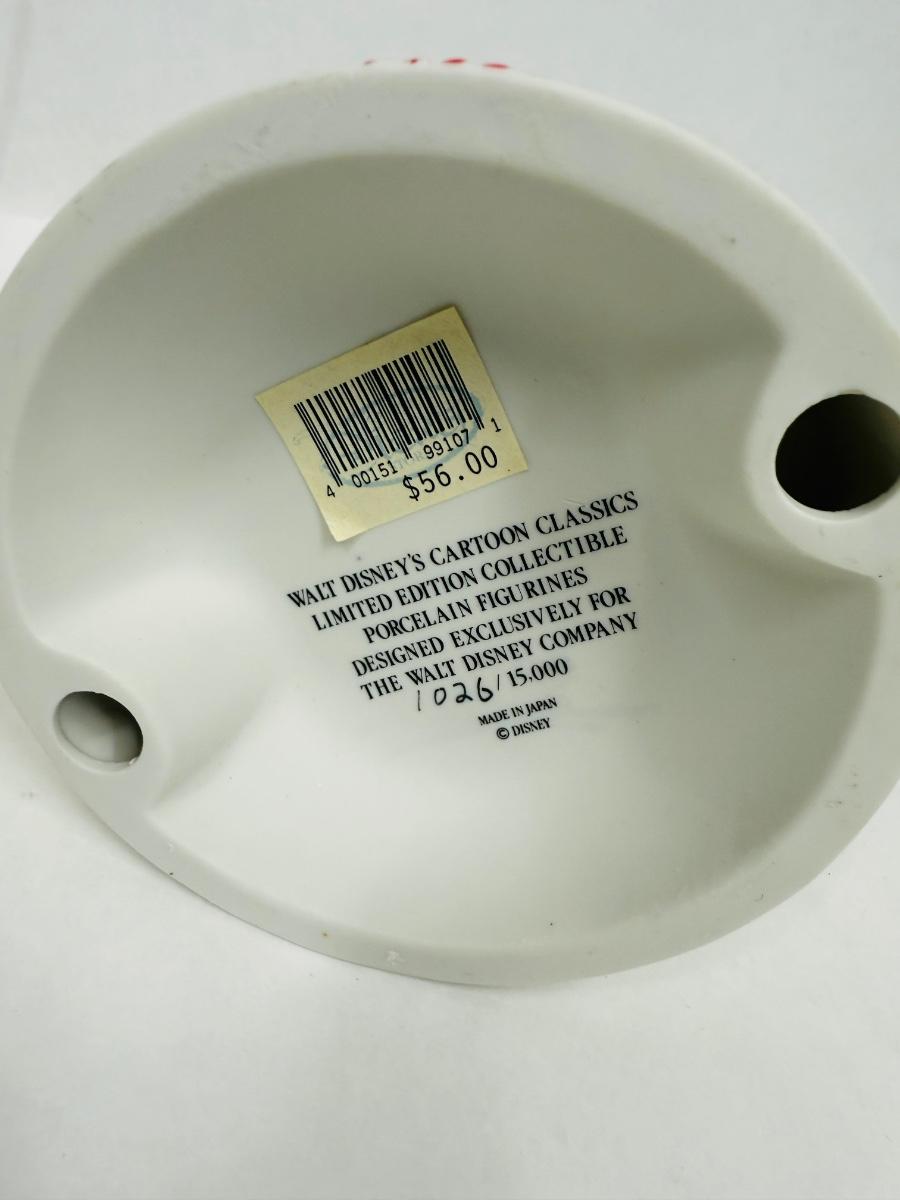 4 00151 99107 1
$56.00
WALT DISNEY'S CARTOON CLASSICS
LIMITED EDITION COLLECTIBLE
PORCELAIN FIGURINES
DESIGNED EXCLUSIVELY FOR
THE WALT DISNEY COMPANY
1026/15,000
MADE IN JAPAN
© DISNEY